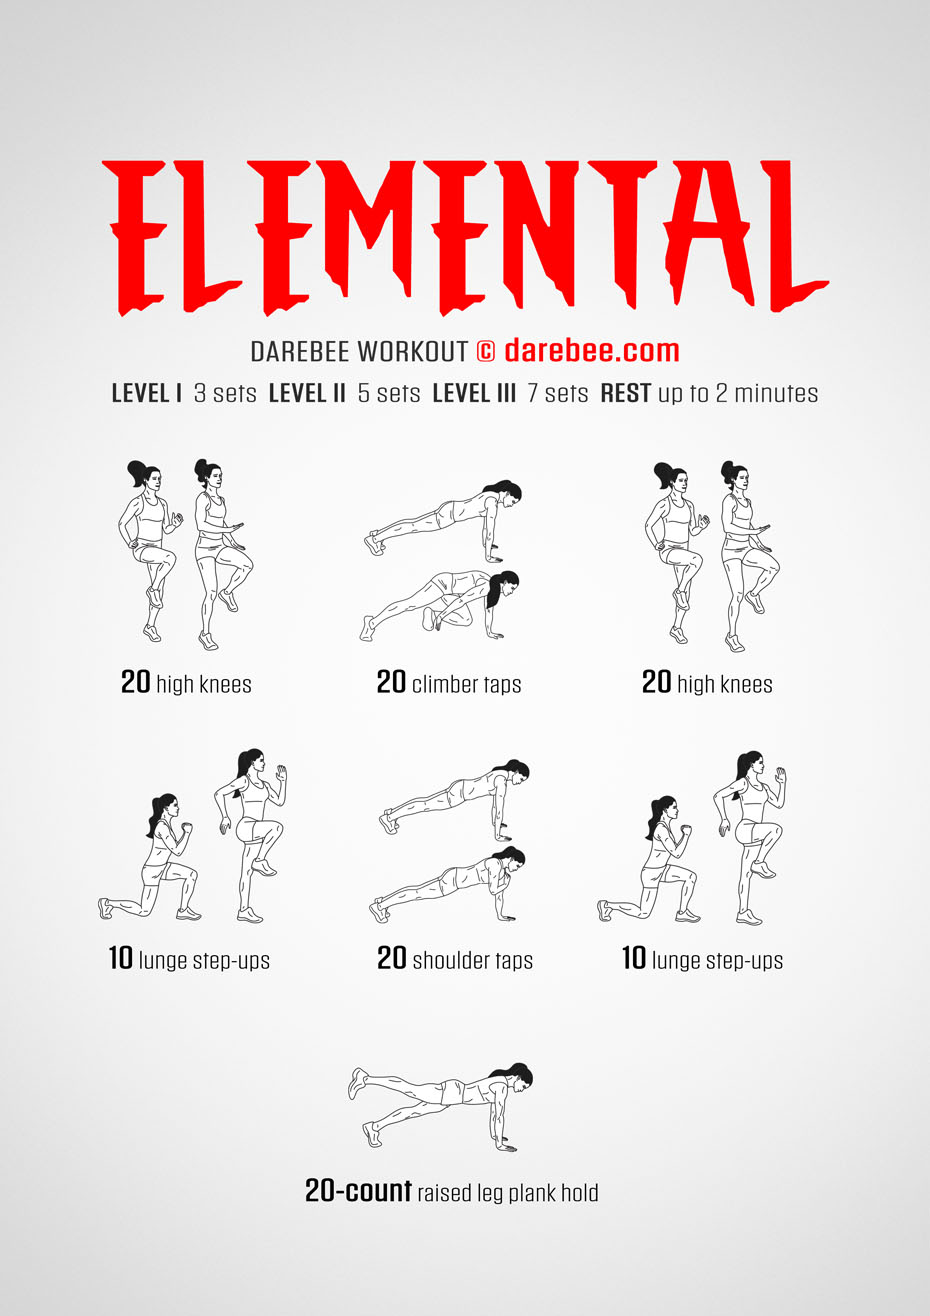 ELEMENTAL
DAREBEE WORKOUT © darebee.com
LEVEL I 3 sets LEVEL II 5 sets LEVEL III 7 sets REST up to 2 minutes
20 high knees
20 climber taps
20 high knees
10 lunge step-ups
20 shoulder taps
10 lunge step-ups
20-count raised leg plank hold